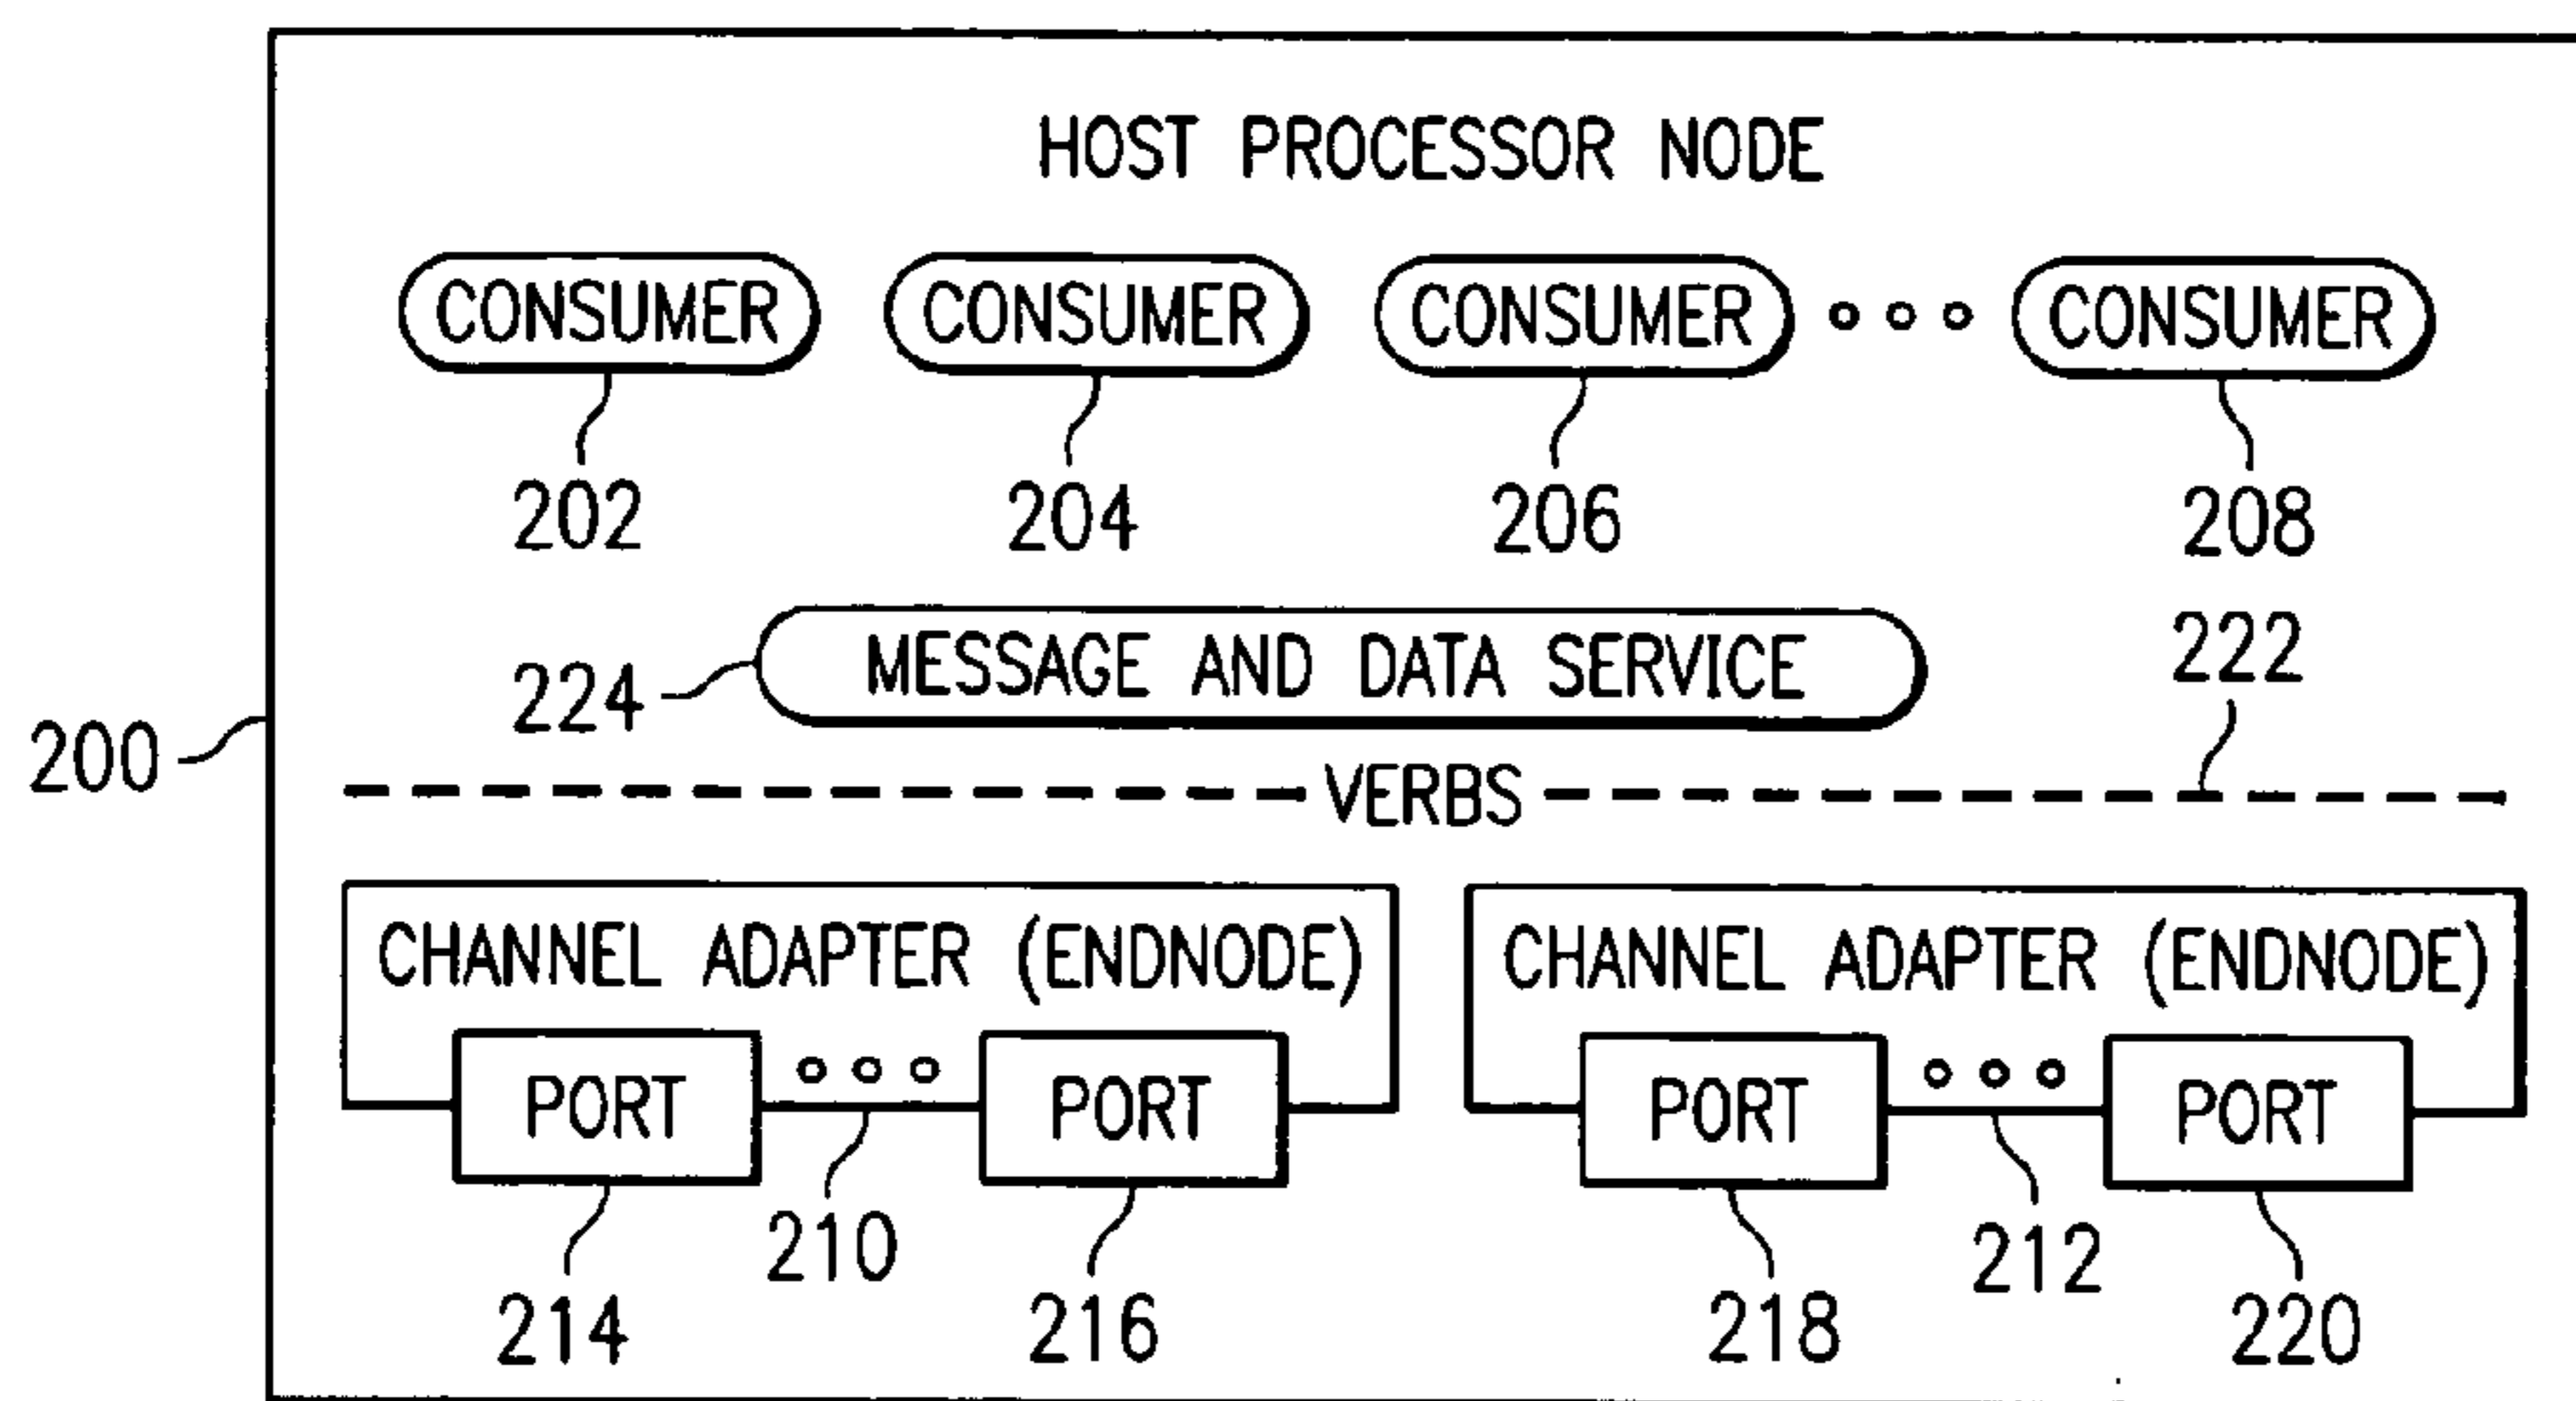 HOST PROCESSOR NODE
CONSUMER CONSUMER CONSUMER CONSUMER
202 204 206 208
MESSAGE AND DATA SERVICE
222
224
200
VERBS
CHANNEL ADAPTER (ENDNODE) CHANNEL ADAPTER (ENDNODE)
PORT PORT PORT PORT
210 212
214 216 218 220